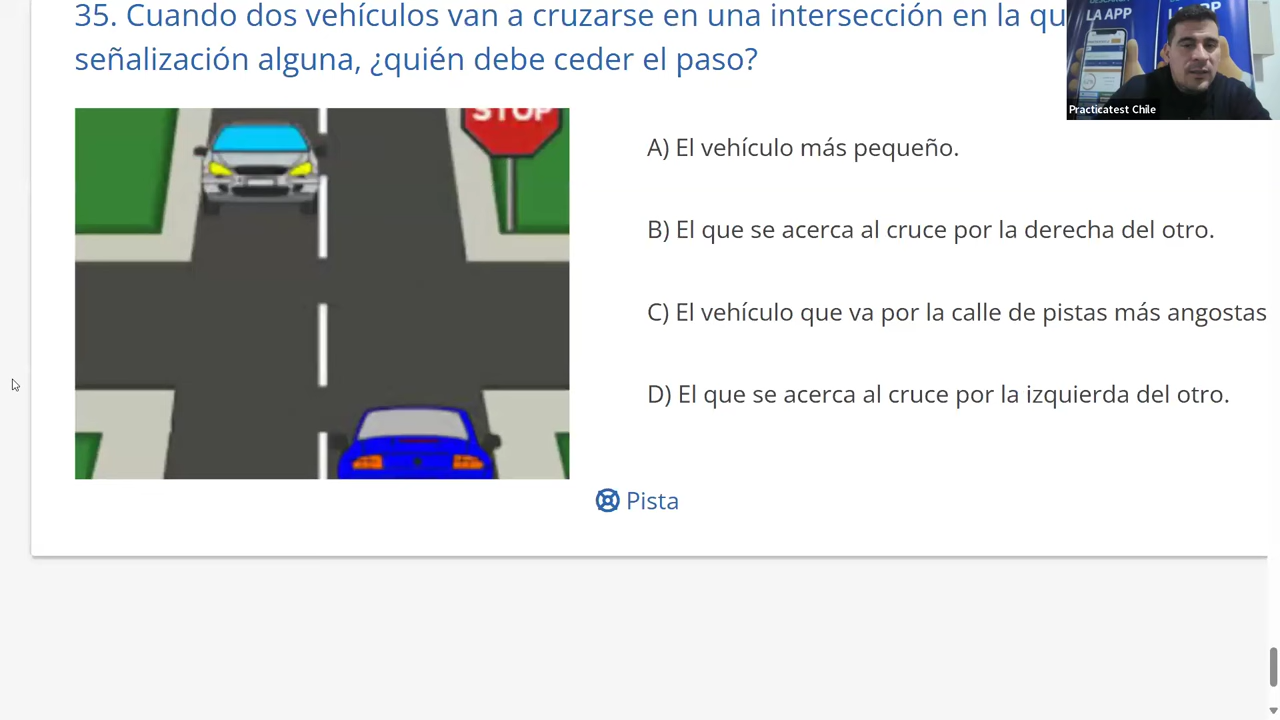 35. Cuando dos vehículos van a cruzarse en una intersección en la qu
señalización alguna, ¿quién debe ceder el paso?
LA APP
Practicatest Chile
STOP
A) El vehículo más pequeño.
B) El que se acerca al cruce por la derecha del otro.
C) El vehículo que va por la calle de pistas más angostas
D) El que se acerca al cruce por la izquierda del otro.
Pista